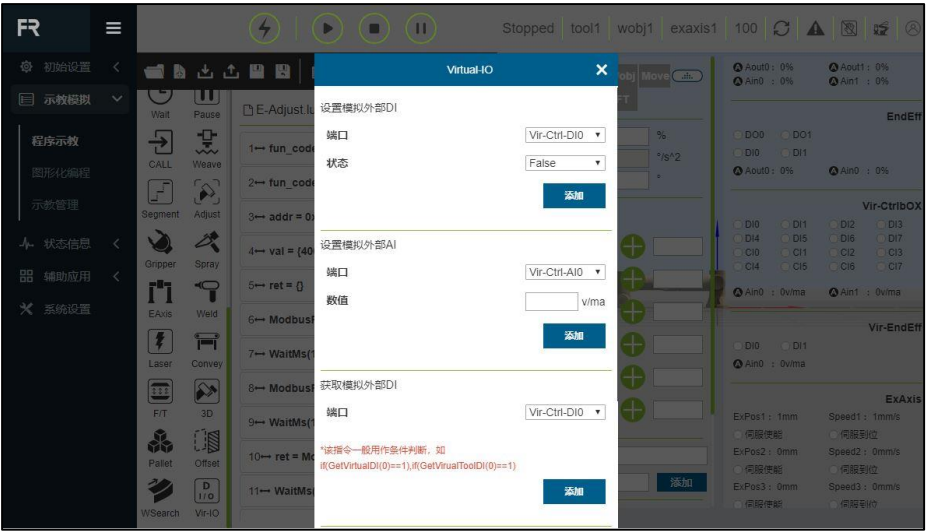 FR
Stopped tool1 wobj1 exaxis1 100
初始设置
示教模拟
程序示教
图形化编程
示教管理
状态信息
辅助应用
系统设置
Wait Pause
CALL Weave
Segment Adjust
Gripper Spray
EAxis Weld
Laser Convey
F/T 3D
Pallet Offset
D
I/O
WSearch Vir-IO
E-Adjust.lu
1 fun_code
2 fun_code
3 addr = 0x
4 val = {40
5 ret = {}
6 Modbus
7 WaitMs(1
8 Modbus
9 WaitMs(1
10 ret = Mo
11 WaitMs(
Virtual-IO
设置模拟外部DI
端口 Vir-Ctrl-DI0
状态 False
添加
设置模拟外部AI
端口 Vir-Ctrl-AI0
数值 v/ma
添加
获取模拟外部DI
端口 Vir-Ctrl-DI0
*该指令一般用作条件判断，如
if(GetVirtualDI(0)==1),if(GetVirualToolDI(0)==1)
添加
obj Move
FT
%
°/s^2
°
添加
A Aout0 : 0% A Aout1 : 0%
A Ain0 : 0% A Ain1 : 0%
EndEff
DO0 DO1
DI0 DI1
A Aout0 : 0% A Ain0 : 0%
Vir-CtrlbOX
DI0 DI1 DI2 DI3
DI4 DI5 DI6 DI7
CI0 CI1 CI2 CI3
CI4 CI5 CI6 CI7
A Ain0 : 0v/ma A Ain1 : 0v/ma
Vir-EndEff
DI0 DI1
A Ain0 : 0v/ma
ExAxis
ExPos1 : 1mm Speed1 : 1mm/s
伺服使能 伺服到位
ExPos2 : 0mm Speed2 : 0mm/s
伺服使能 伺服到位
ExPos3 : 0mm Speed3 : 0mm/s
伺服使能 伺服到位